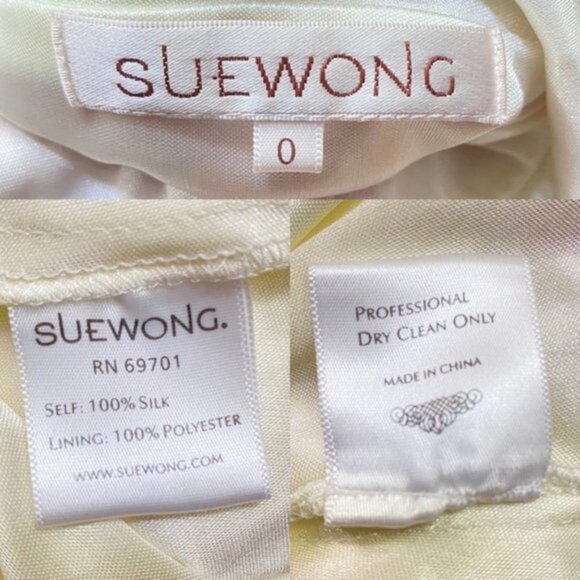 sUEWONG
0
sUEWONG.
RN 69701
SELF: 100% SILK
LINING: 100% POLYESTER
WWW.SUEWONG.COM
PROFESSIONAL
DRY CLEAN ONLY
MADE IN CHINA